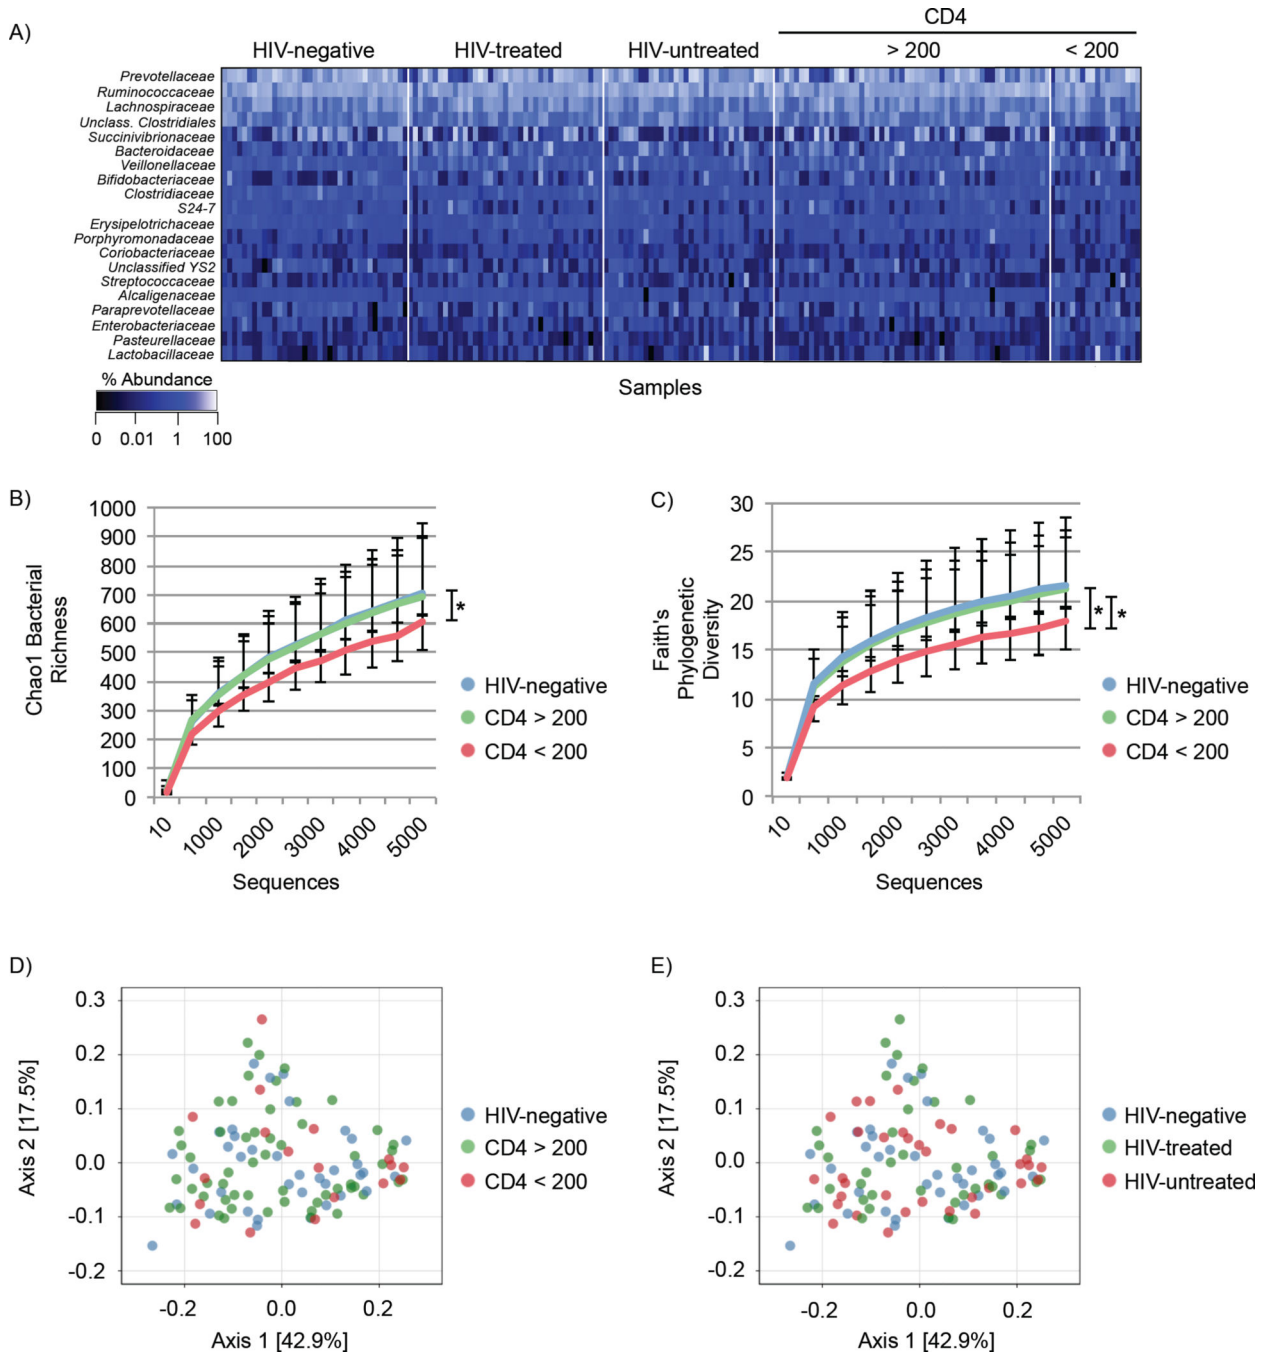 A)
CD4
HIV-negative HIV-treated HIV-untreated > 200 < 200
Prevotellaceae
Ruminococcaceae
Lachnospiraceae
Unclass. Clostridiales
Succinivibrionaceae
Bacteroidaceae
Veillonellaceae
Bifidobacteriaceae
Clostridiaceae
S24-7
Erysipelotrichaceae
Porphyromonadaceae
Coriobacteriaceae
Unclassified YS2
Streptococcaceae
Alcaligenaceae
Paraprevotellaceae
Enterobacteriaceae
Pasteurellaceae
Lactobacillaceae
% Abundance
0 0.01 1 100
Samples
B)
Chao1 Bacterial
Richness
1000
900
800
700
600
500
400
300
200
100
0
10 1000 2000 3000 4000 5000
Sequences
*
HIV-negative
CD4 > 200
CD4 < 200
C)
Faith's
Phylogenetic
Diversity
30
25
20
15
10
5
0
10 1000 2000 3000 4000 5000
Sequences
* *
HIV-negative
CD4 > 200
CD4 < 200
D)
Axis 2 [17.5%]
0.3
0.2
0.1
0.0
-0.1
-0.2
-0.2 0.0 0.2
Axis 1 [42.9%]
HIV-negative
CD4 > 200
CD4 < 200
E)
Axis 2 [17.5%]
0.3
0.2
0.1
0.0
-0.1
-0.2
-0.2 0.0 0.2
Axis 1 [42.9%]
HIV-negative
HIV-treated
HIV-untreated